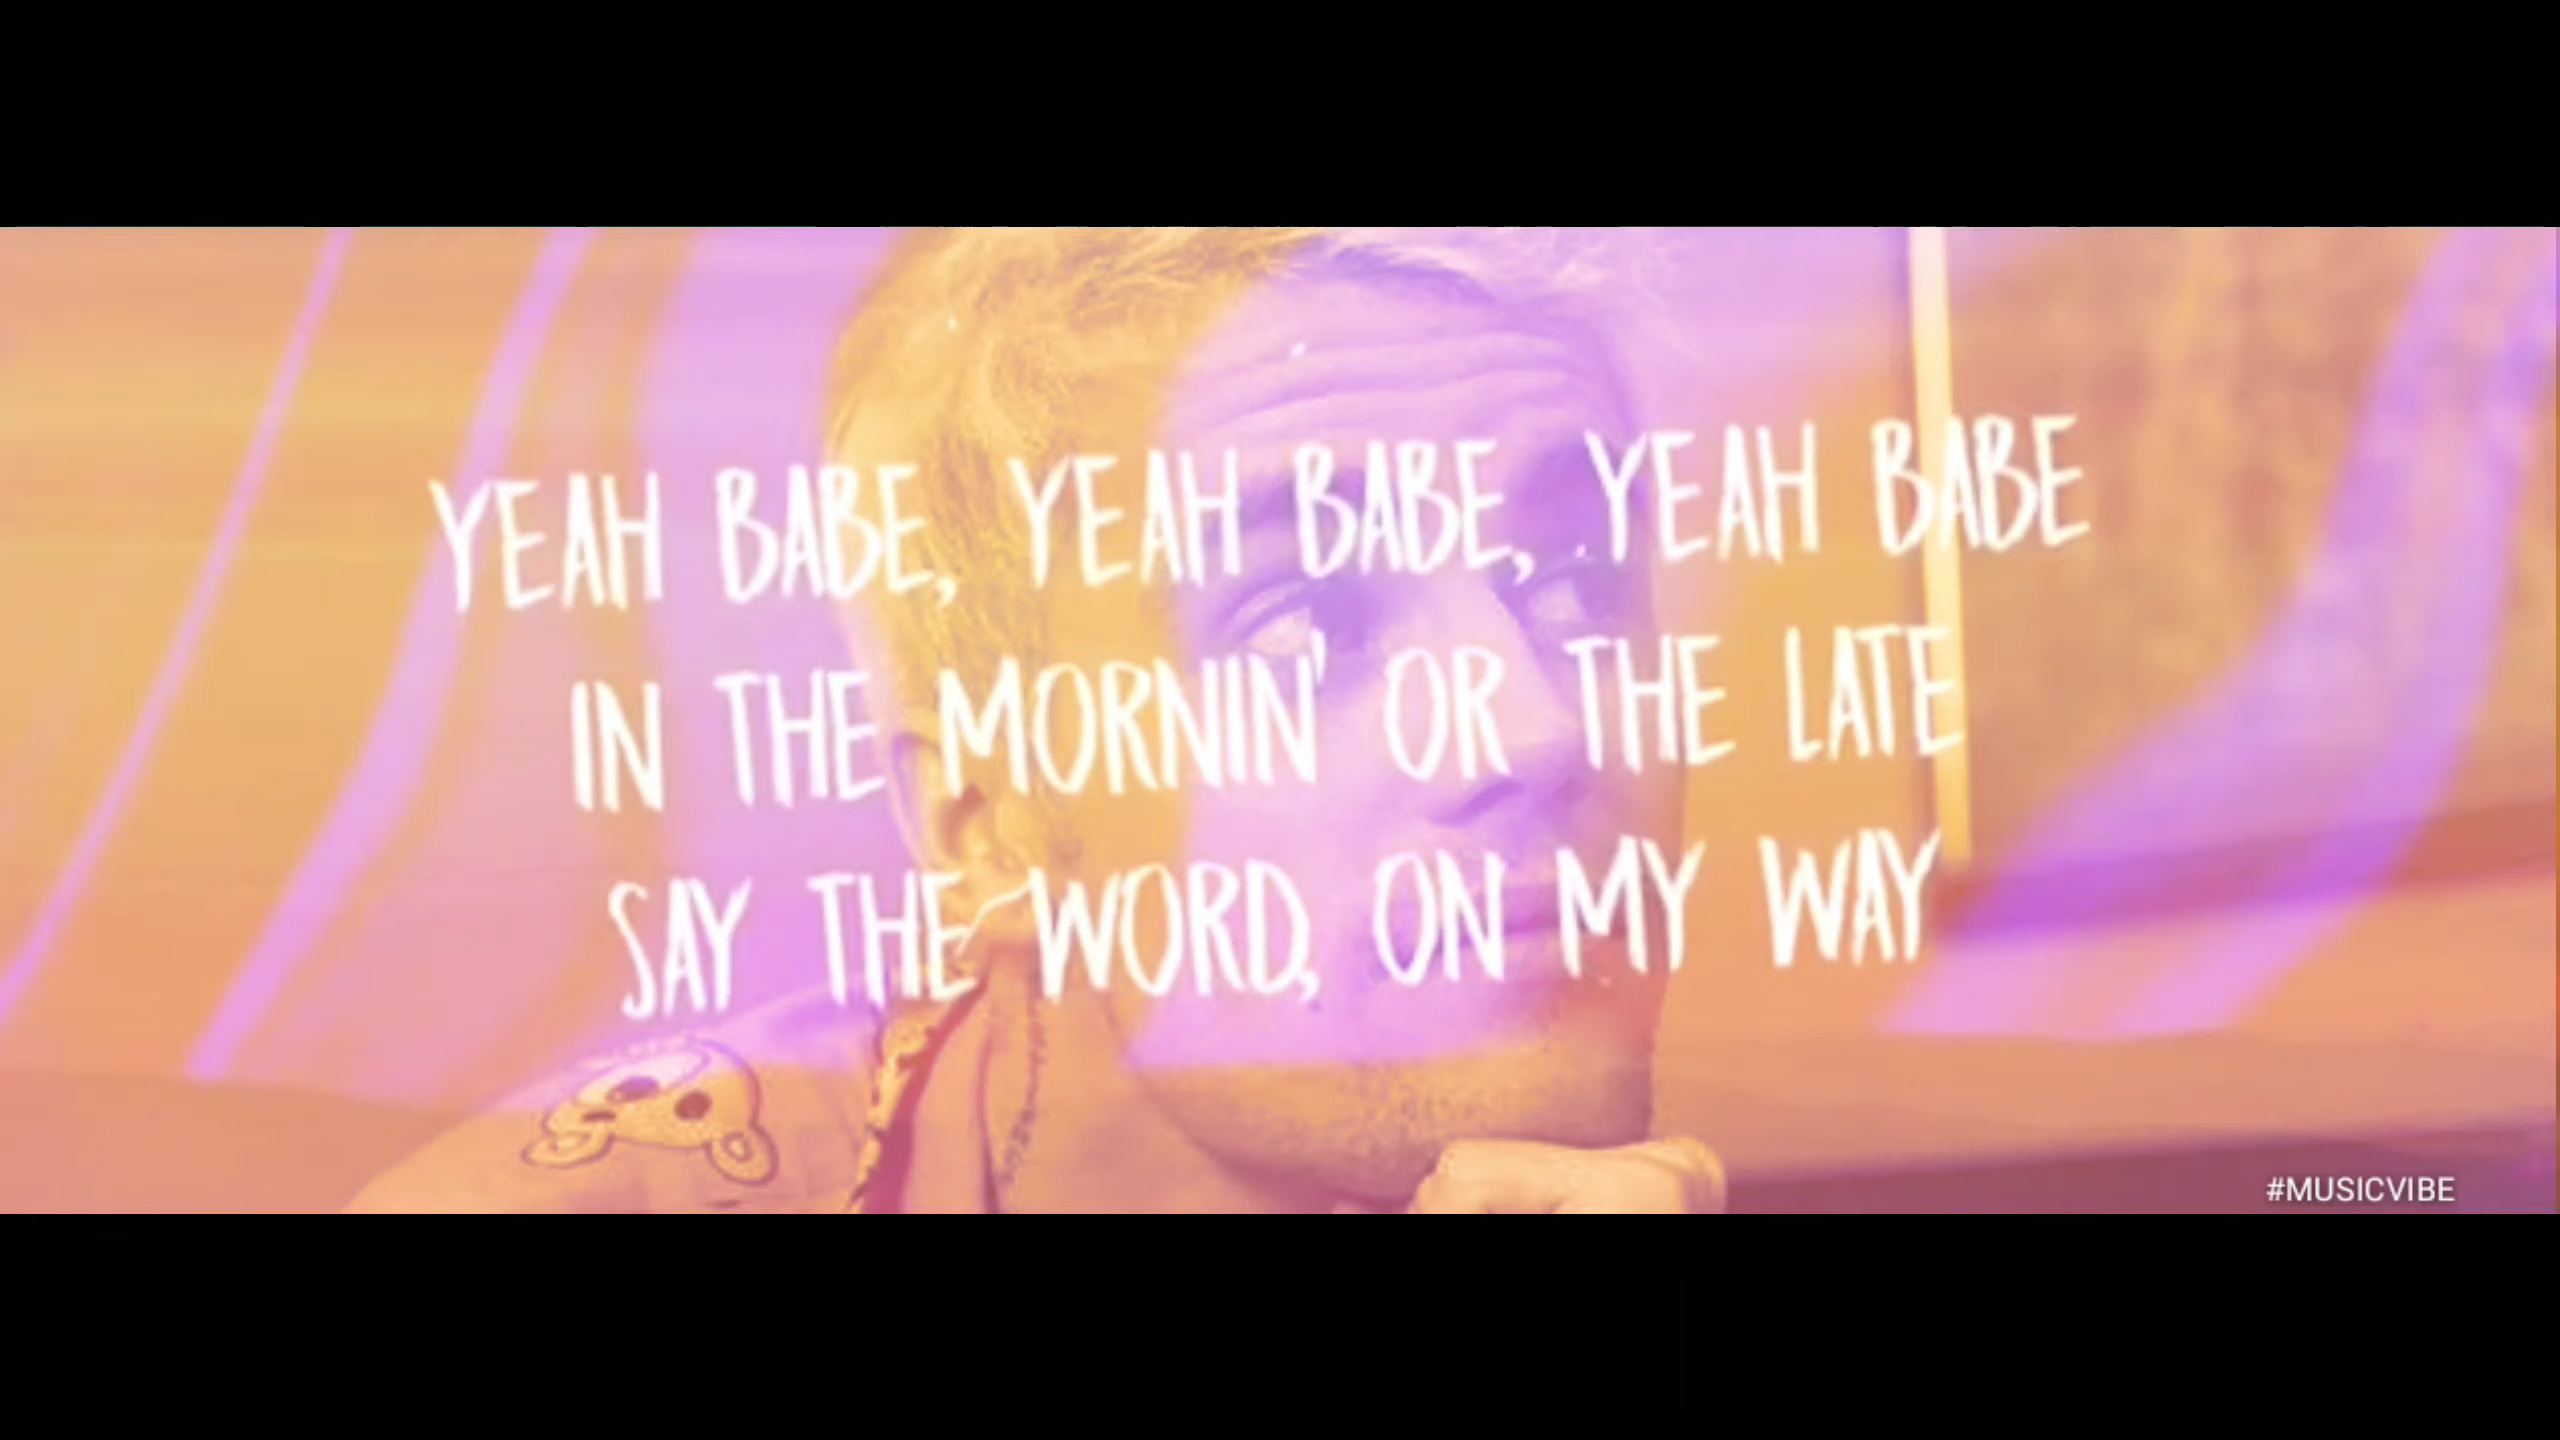 YEAH BABE, YEAH BABE, YEAH BABE
IN THE MORNIN' OR THE LATE
SAY THE WORD, ON MY WAY
#MUSICVIBE